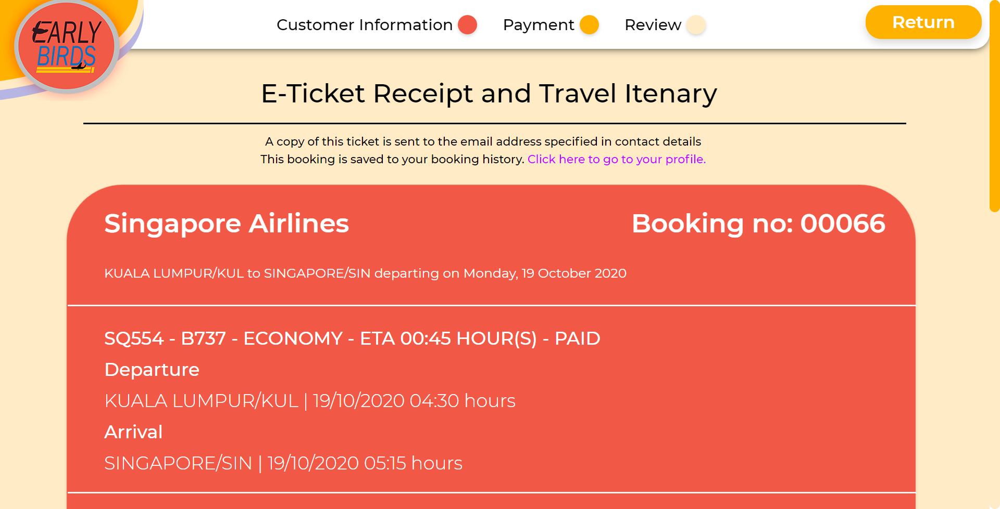 EARLY
BIRDS
Customer Information
Payment
Review
Return
E-Ticket Receipt and Travel Itenary
A copy of this ticket is sent to the email address specified in contact details
This booking is saved to your booking history. Click here to go to your profile.
Singapore Airlines
Booking no: 00066
KUALA LUMPUR/KUL to SINGAPORE/SIN departing on Monday, 19 October 2020
SQ554 - B737 - ECONOMY - ETA 00:45 HOUR(S) - PAID
Departure
KUALA LUMPUR/KUL | 19/10/2020 04:30 hours
Arrival
SINGAPORE/SIN | 19/10/2020 05:15 hours